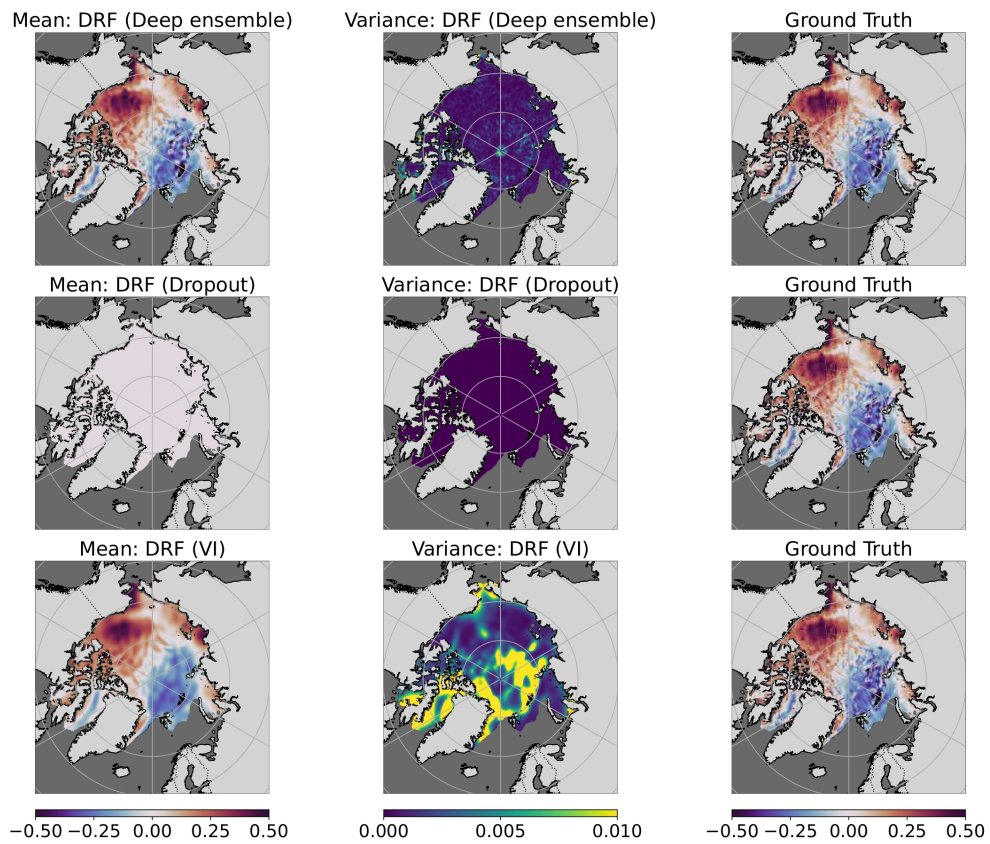 Mean: DRF (Deep ensemble) Variance: DRF (Deep ensemble) Ground Truth
Mean: DRF (Dropout) Variance: DRF (Dropout) Ground Truth
Mean: DRF (VI) Variance: DRF (VI) Ground Truth
−0.50 −0.25 0.00 0.25 0.50 0.000 0.005 0.010 −0.50 −0.25 0.00 0.25 0.50